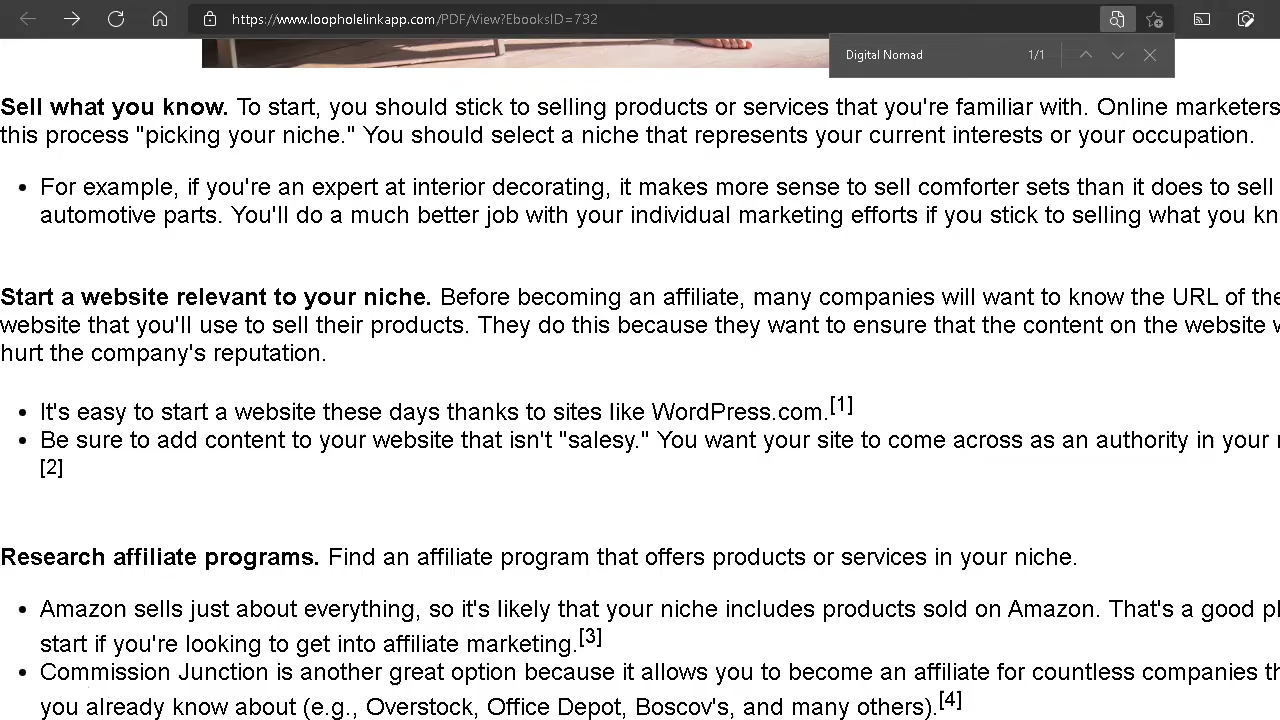 https://www.loopholelinkapp.com/PDF/View?EbooksID=732
Digital Nomad 1/1
Sell what you know. To start, you should stick to selling products or services that you're familiar with. Online marketers
this process "picking your niche." You should select a niche that represents your current interests or your occupation.
• For example, if you're an expert at interior decorating, it makes more sense to sell comforter sets than it does to sell
automotive parts. You'll do a much better job with your individual marketing efforts if you stick to selling what you kn
Start a website relevant to your niche. Before becoming an affiliate, many companies will want to know the URL of the
website that you'll use to sell their products. They do this because they want to ensure that the content on the website
hurt the company's reputation.
• It's easy to start a website these days thanks to sites like WordPress.com.[1]
• Be sure to add content to your website that isn't "salesy." You want your site to come across as an authority in your
[2]
Research affiliate programs. Find an affiliate program that offers products or services in your niche.
• Amazon sells just about everything, so it's likely that your niche includes products sold on Amazon. That's a good pl
start if you're looking to get into affiliate marketing.[3]
• Commission Junction is another great option because it allows you to become an affiliate for countless companies th
you already know about (e.g., Overstock, Office Depot, Boscov's, and many others).[4]